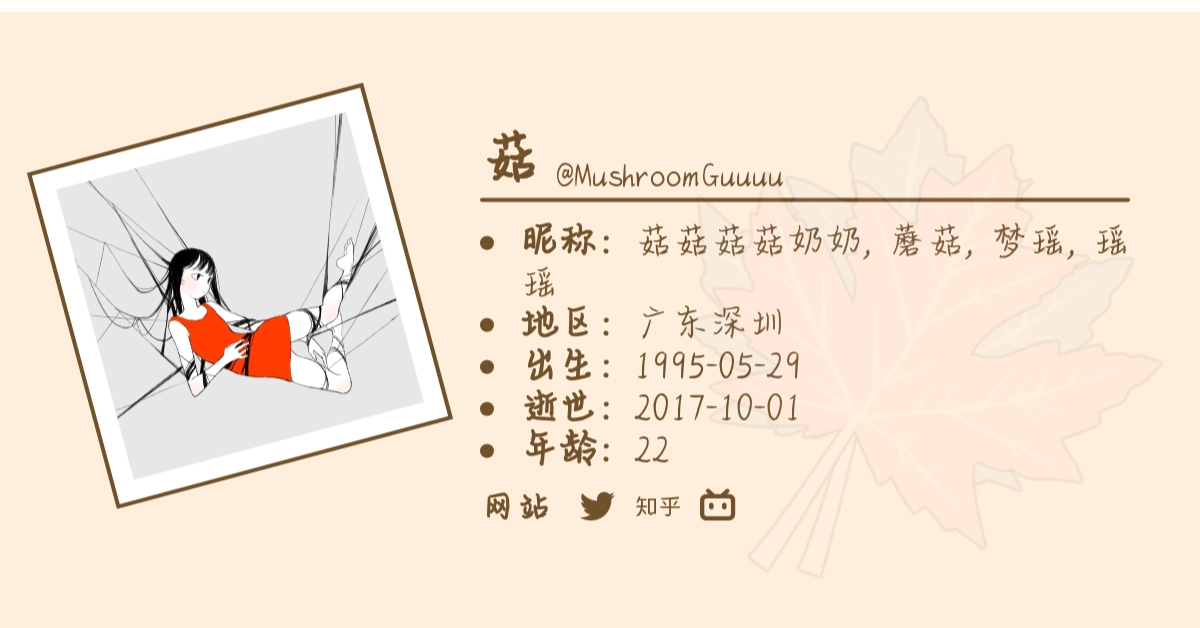 菇 @MushroomGuuuu
昵称： 菇菇菇菇奶奶, 蘑菇, 梦瑶, 瑶
瑶
地区： 广东深圳
出生： 1995-05-29
逝世： 2017-10-01
年龄： 22
网站 知乎